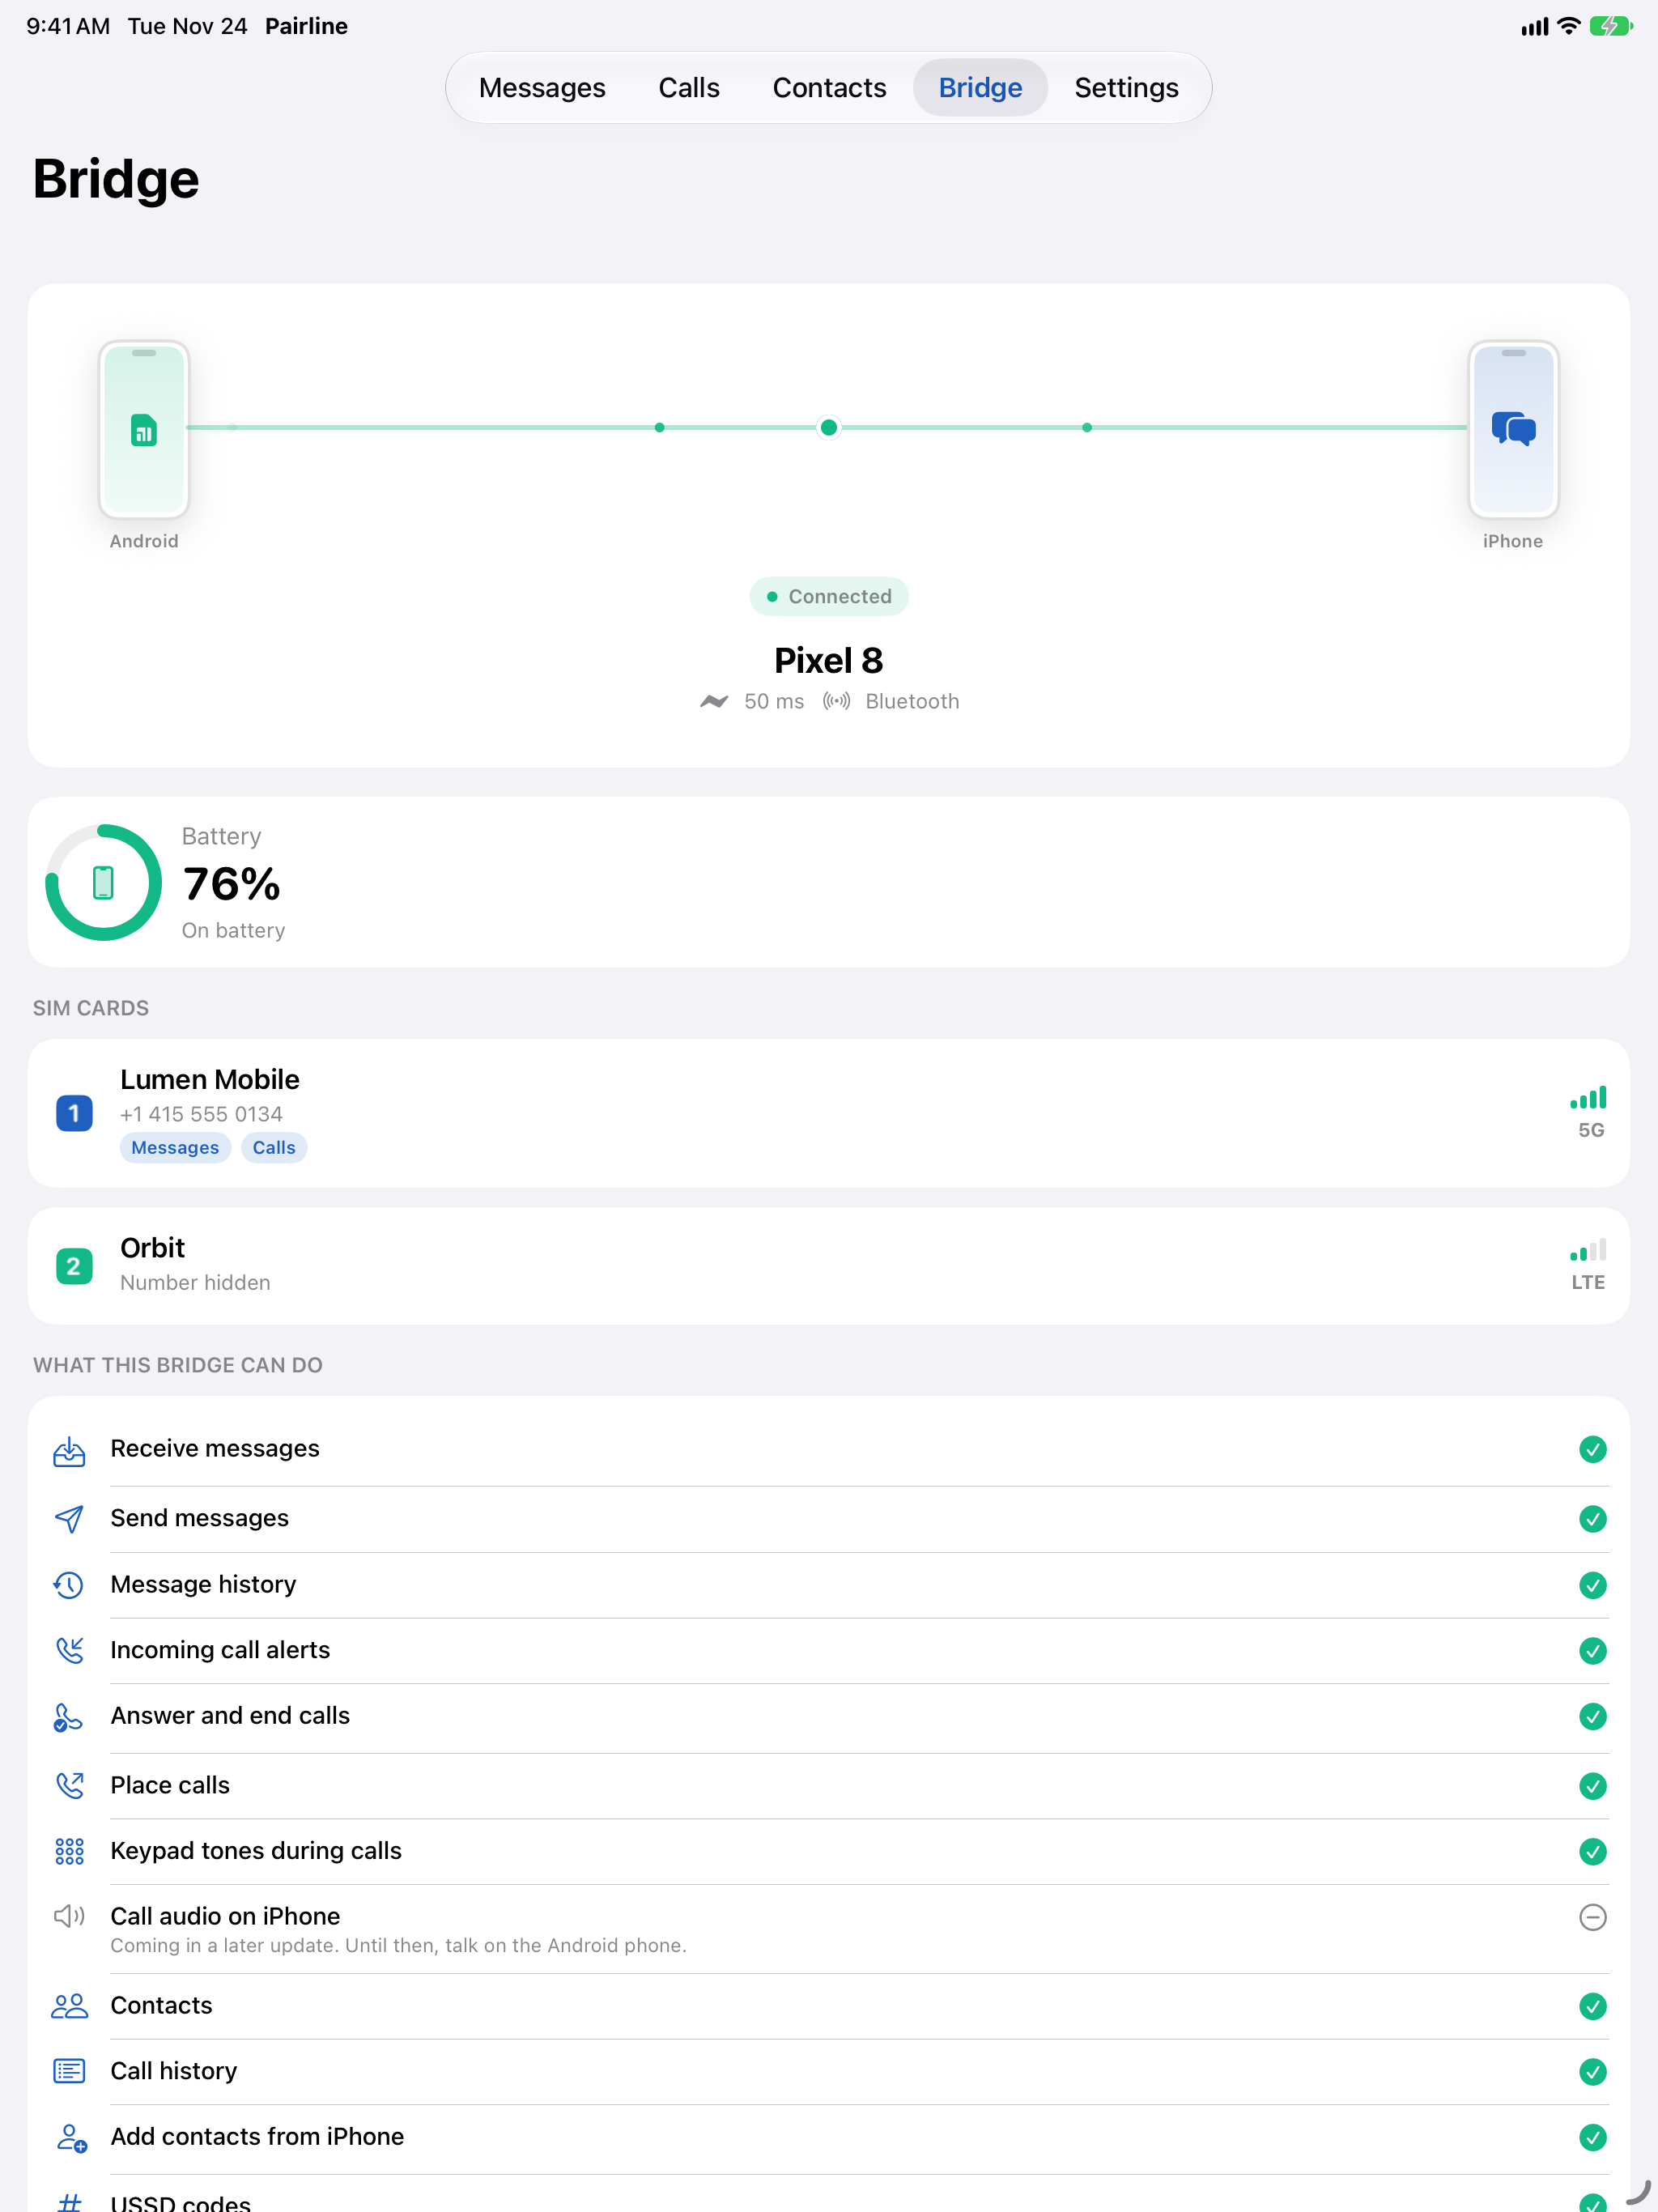 9:41 AM Tue Nov 24 Pairline
Messages Calls Contacts Bridge Settings
Bridge
Android
iPhone
Connected
Pixel 8
50 ms Bluetooth
Battery
76%
On battery
SIM CARDS
1
Lumen Mobile
+1 415 555 0134
Messages Calls
5G
2
Orbit
Number hidden
LTE
WHAT THIS BRIDGE CAN DO
Receive messages
Send messages
Message history
Incoming call alerts
Answer and end calls
Place calls
Keypad tones during calls
Call audio on iPhone
Coming in a later update. Until then, talk on the Android phone.
Contacts
Call history
Add contacts from iPhone
USSD codes